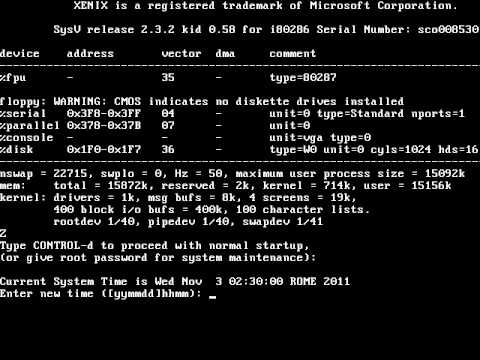 XENIX is a registered trademark of Microsoft Corporation.
SysV release 2.3.2 kid 0.58 for i80286 Serial Number: sco008530
device address vector dma comment
%fpu - 35 - type=80287
floppy: WARNING: CMOS indicates no diskette drives installed
%serial 0x3F8-0x3FF 04 - unit=0 type=Standard nports=1
%parallel 0x378-0x37B 07 - unit=0
%console - - - unit=vga type=0
%disk 0x1F0-0x1F7 36 - type=W0 unit=0 cyls=1024 hds=16
nswap = 22715, swplo = 0, Hz = 50, maximum user process size = 15092k
mem: total = 15872k, reserved = 2k, kernel = 714k, user = 15156k
kernel: drivers = 1k, msg bufs = 8k, 4 screens = 19k,
400 block i/o bufs = 400k, 100 character lists.
rootdev 1/40, pipedev 1/40, swapdev 1/41
Z
Type CONTROL-d to proceed with normal startup,
(or give root password for system maintenance):
Current System Time is Wed Nov 3 02:30:00 ROME 2011
Enter new time ([yymmdd]hhmm): _